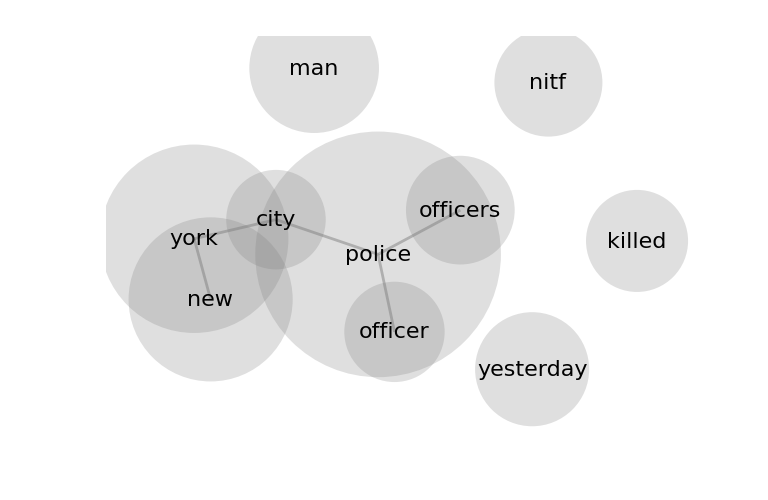 man
nitf
officers
city
york
killed
police
new
officer
yesterday